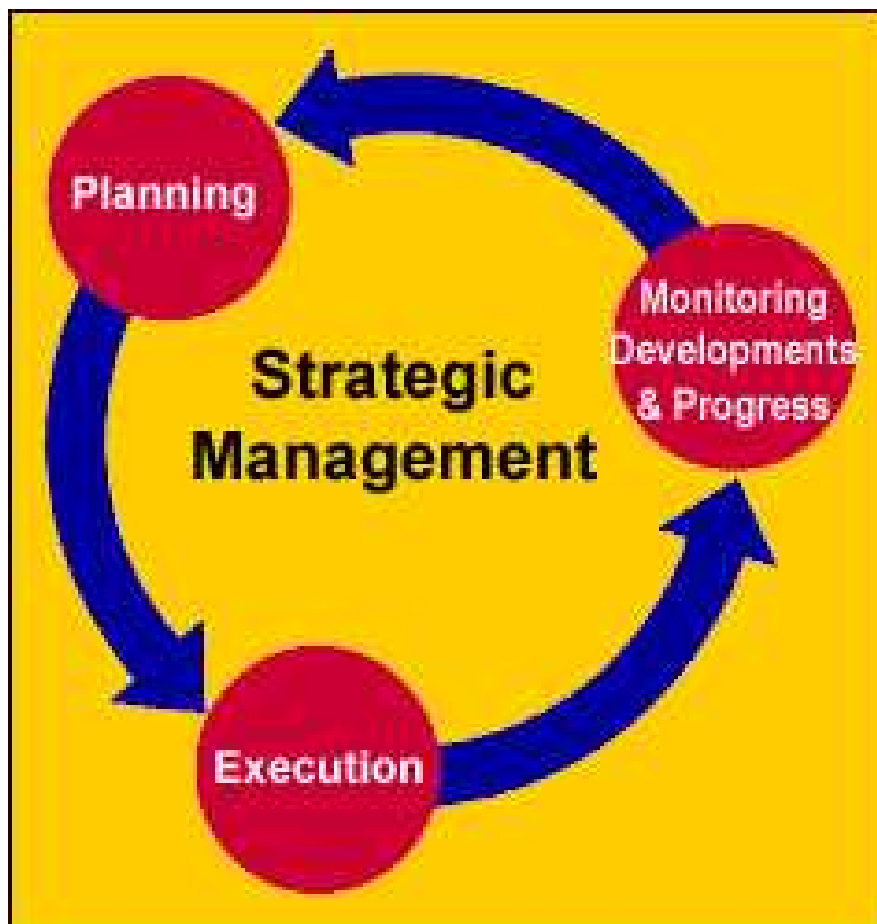 Planning
Strategic
Management
Monitoring
Developments
& Progress
Execution